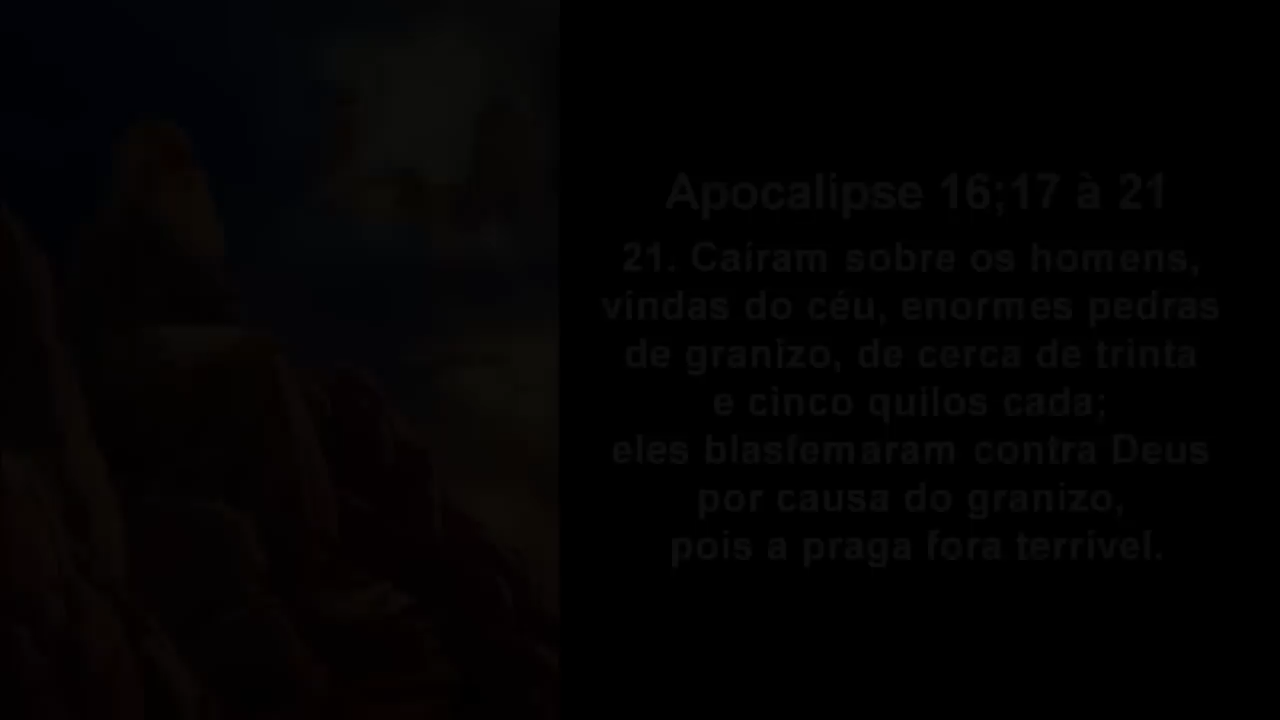 Apocalipse 16;17 à 21
21. Caíram sobre os homens,
vindas do céu, enormes pedras
de granizo, de cerca de trinta
e cinco quilos cada;
eles blasfemaram contra Deus
por causa do granizo,
pois a praga fora terrível.